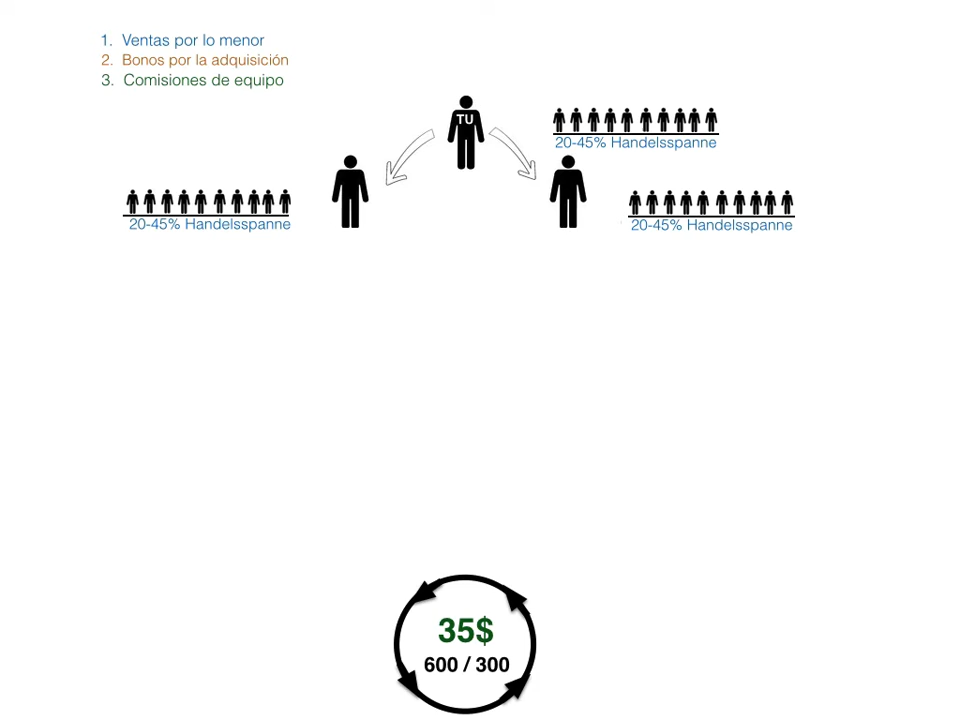 1. Ventas por lo menor
2. Bonos por la adquisición
3. Comisiones de equipo
TU
20-45% Handelsspanne
20-45% Handelsspanne
20-45% Handelsspanne
35$
600 / 300